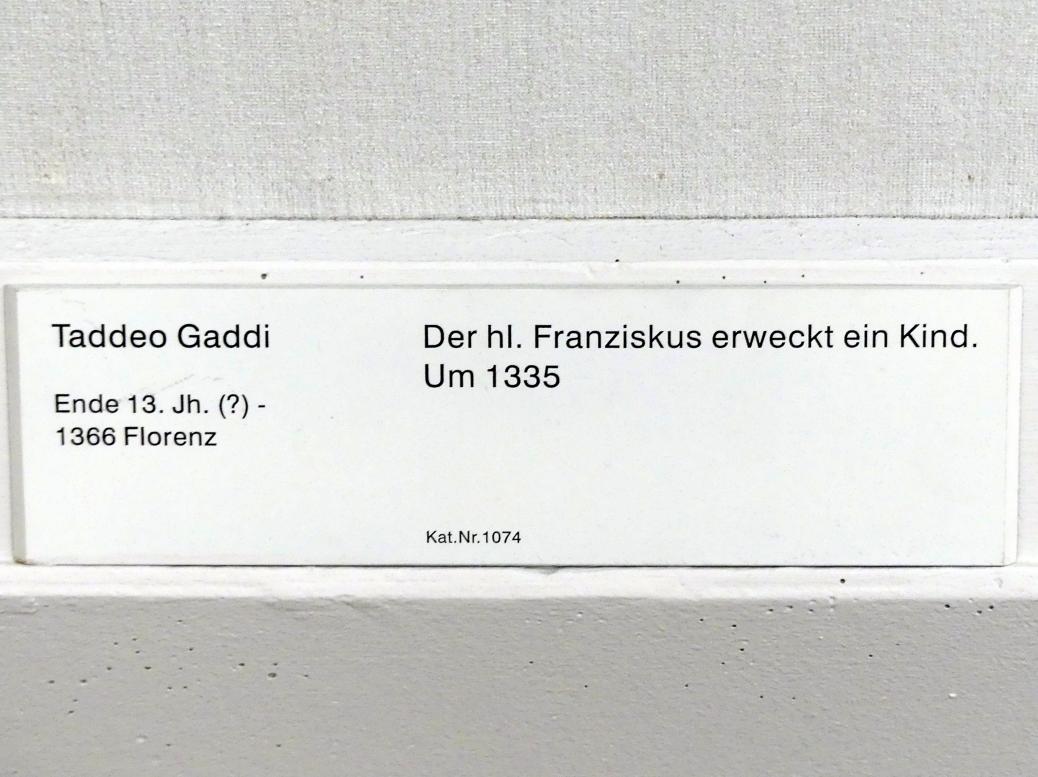 Taddeo Gaddi
Ende 13. Jh. (?) -
1366 Florenz
Der hl. Franziskus erweckt ein Kind.
Um 1335
Kat.Nr.1074